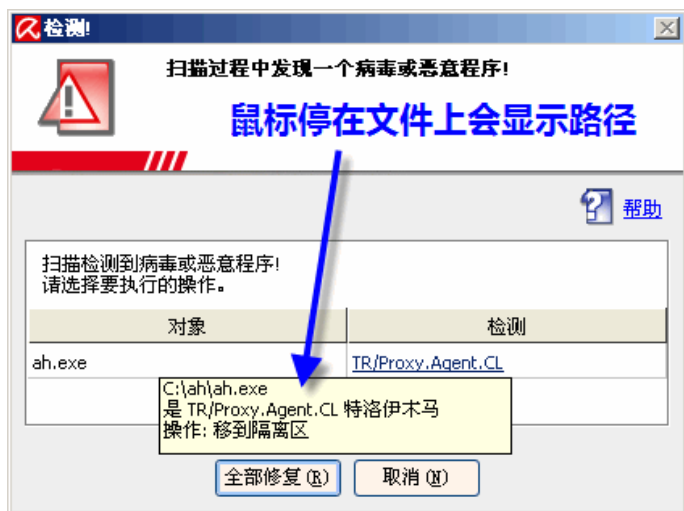 检测!
扫描过程中发现一个病毒或恶意程序!
鼠标停在文件上会显示路径
帮助
扫描检测到病毒或恶意程序!
请选择要执行的操作。
对象 检测
ah.exe TR/Proxy.Agent.CL
C:\ah\ah.exe
是 TR/Proxy.Agent.CL 特洛伊木马
操作: 移到隔离区
全部修复(R) 取消(N)